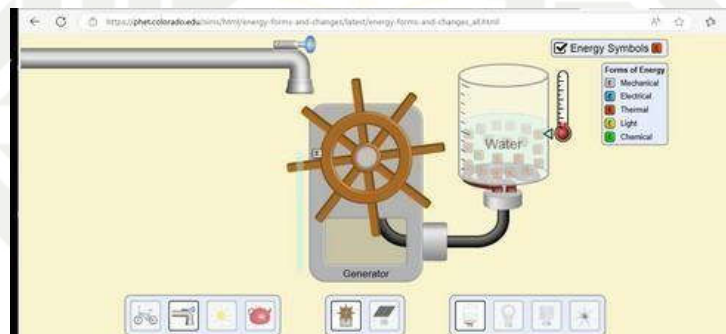 https://phet.colorado.edu/sims/html/energy-forms-and-changes/latest/energy-forms-and-changes_all.html
Energy Symbols E
Forms of Energy
E Mechanical
E Electrical
E Thermal
E Light
E Chemical
E
Water
Generator